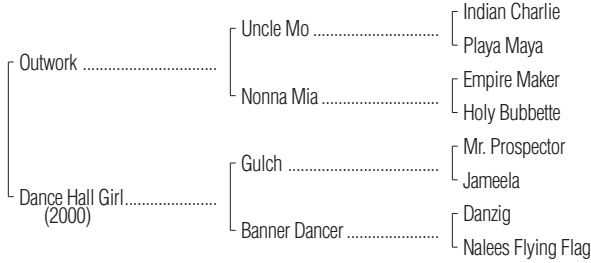 Indian Charlie
Uncle Mo ................................
Playa Maya
Outwork ..................................
Empire Maker
Nonna Mia .............................
Holy Bubbette
Mr. Prospector
Gulch ......................................
Jameela
Dance Hall Girl.......................
(2000)
Danzig
Banner Dancer .......................
Nalees Flying Flag